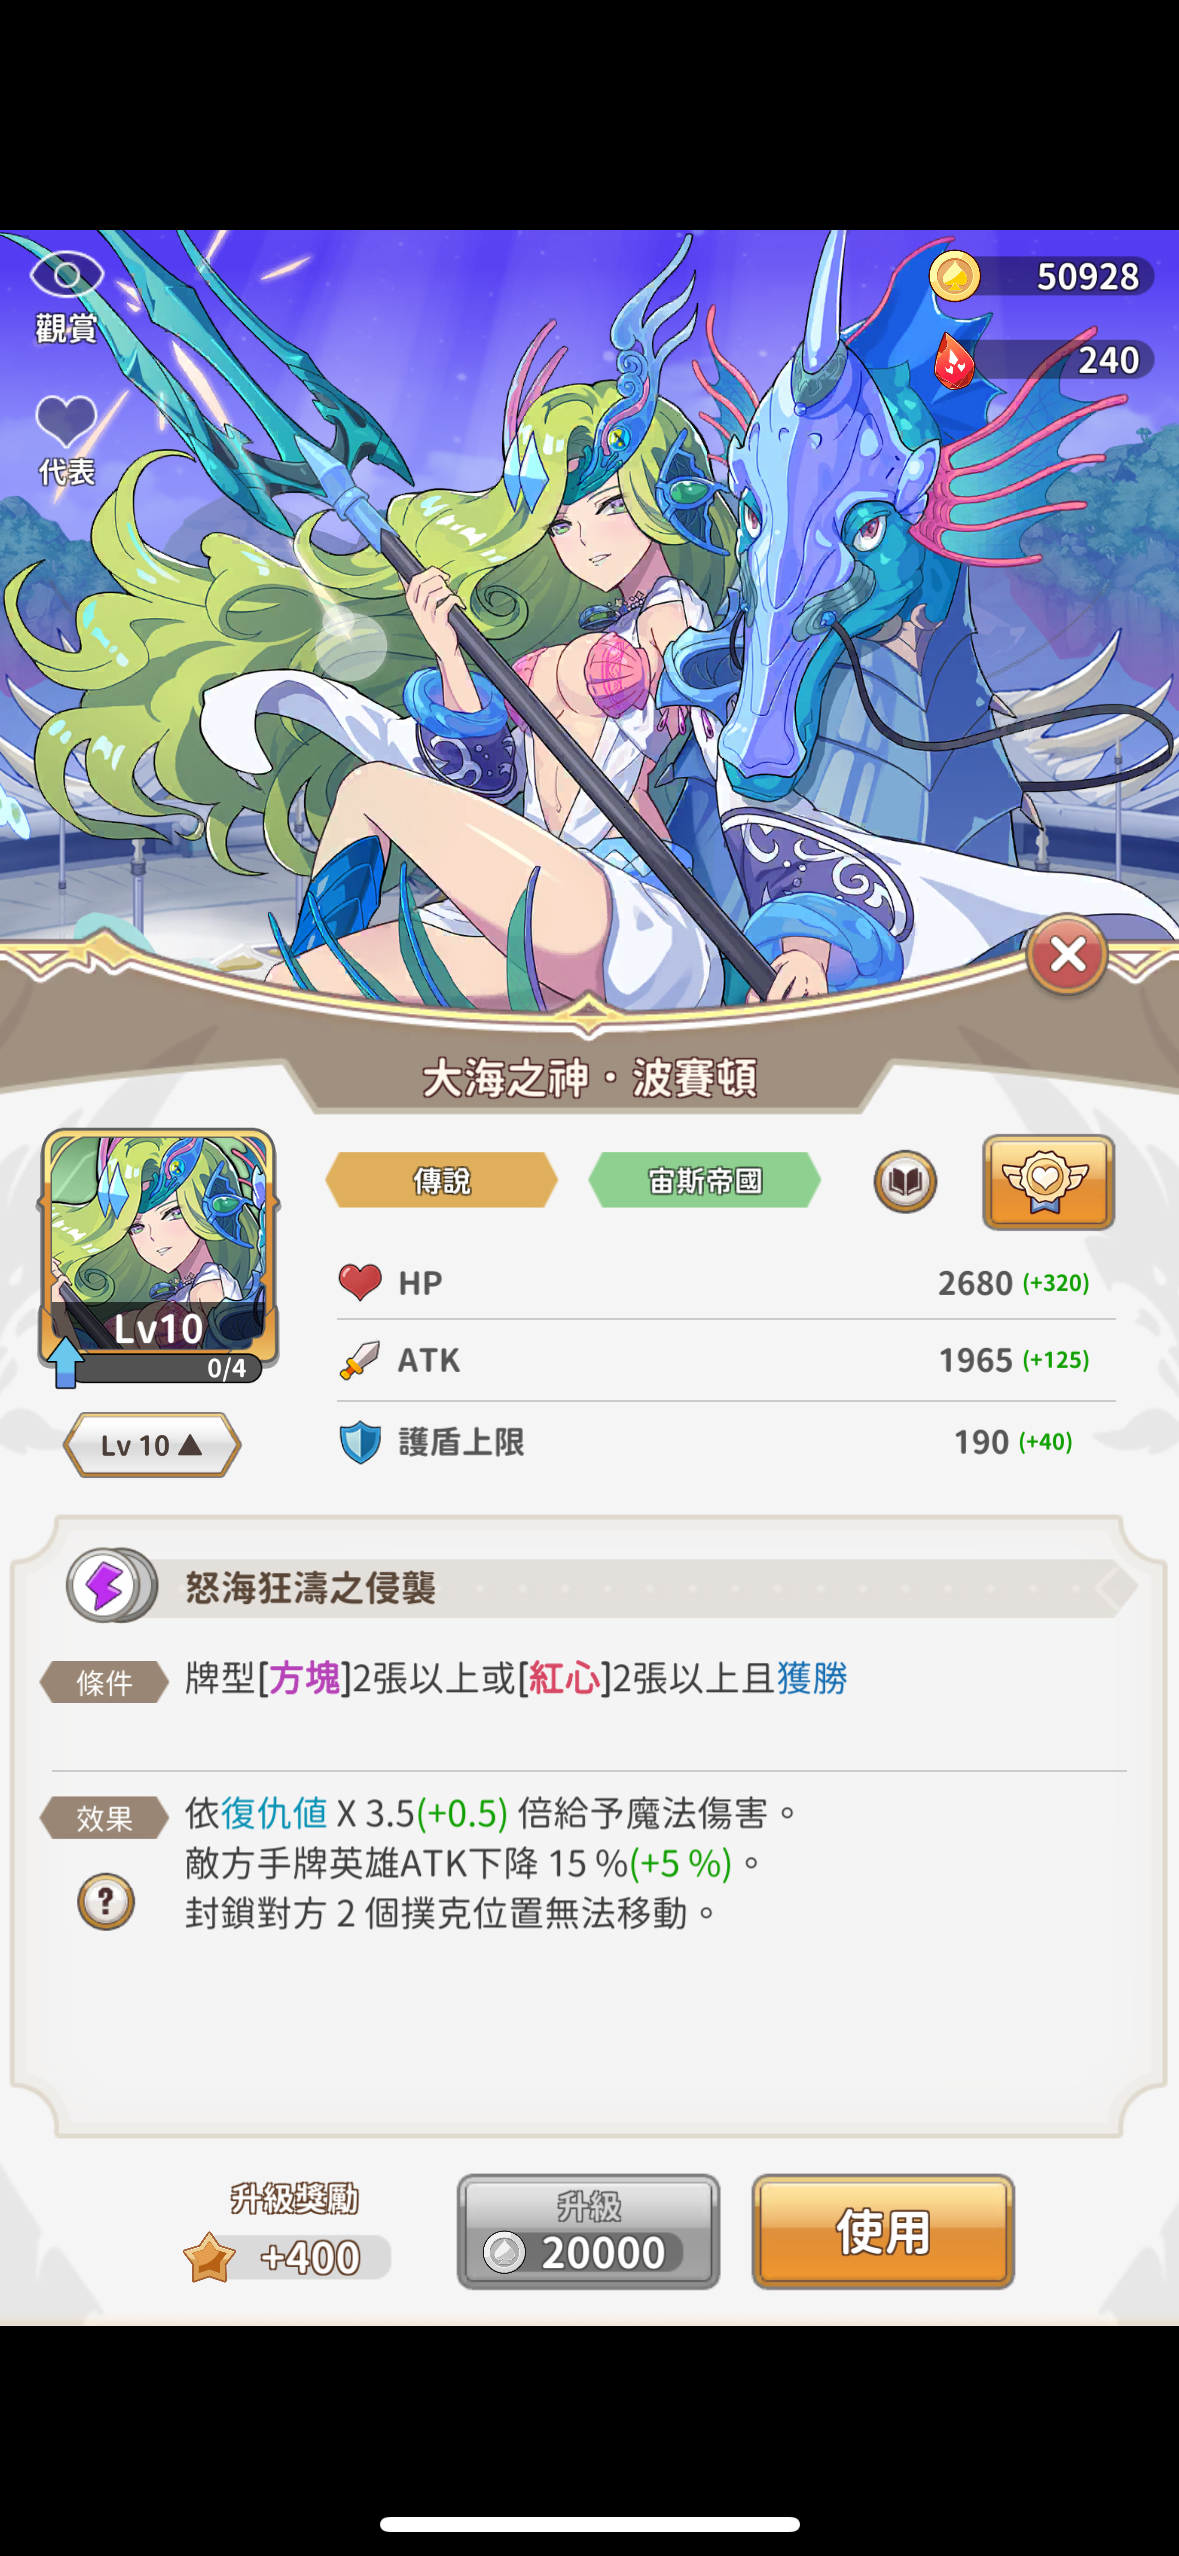 觀賞
50928
240
代表
大海之神·波賽頓
傳說
宙斯帝國
HP
2680 (+320)
Lv10
0/4
ATK
1965 (+125)
Lv 10 ▲
護盾上限
190 (+40)
怒海狂濤之侵襲
條件
牌型[方塊]2張以上或[紅心]2張以上且獲勝
效果
依復仇值 X 3.5(+0.5) 倍給予魔法傷害。
敵方手牌英雄ATK下降 15 %(+5 %)。
?
封鎖對方 2 個撲克位置無法移動。
升級獎勵
+400
升級
20000
使用